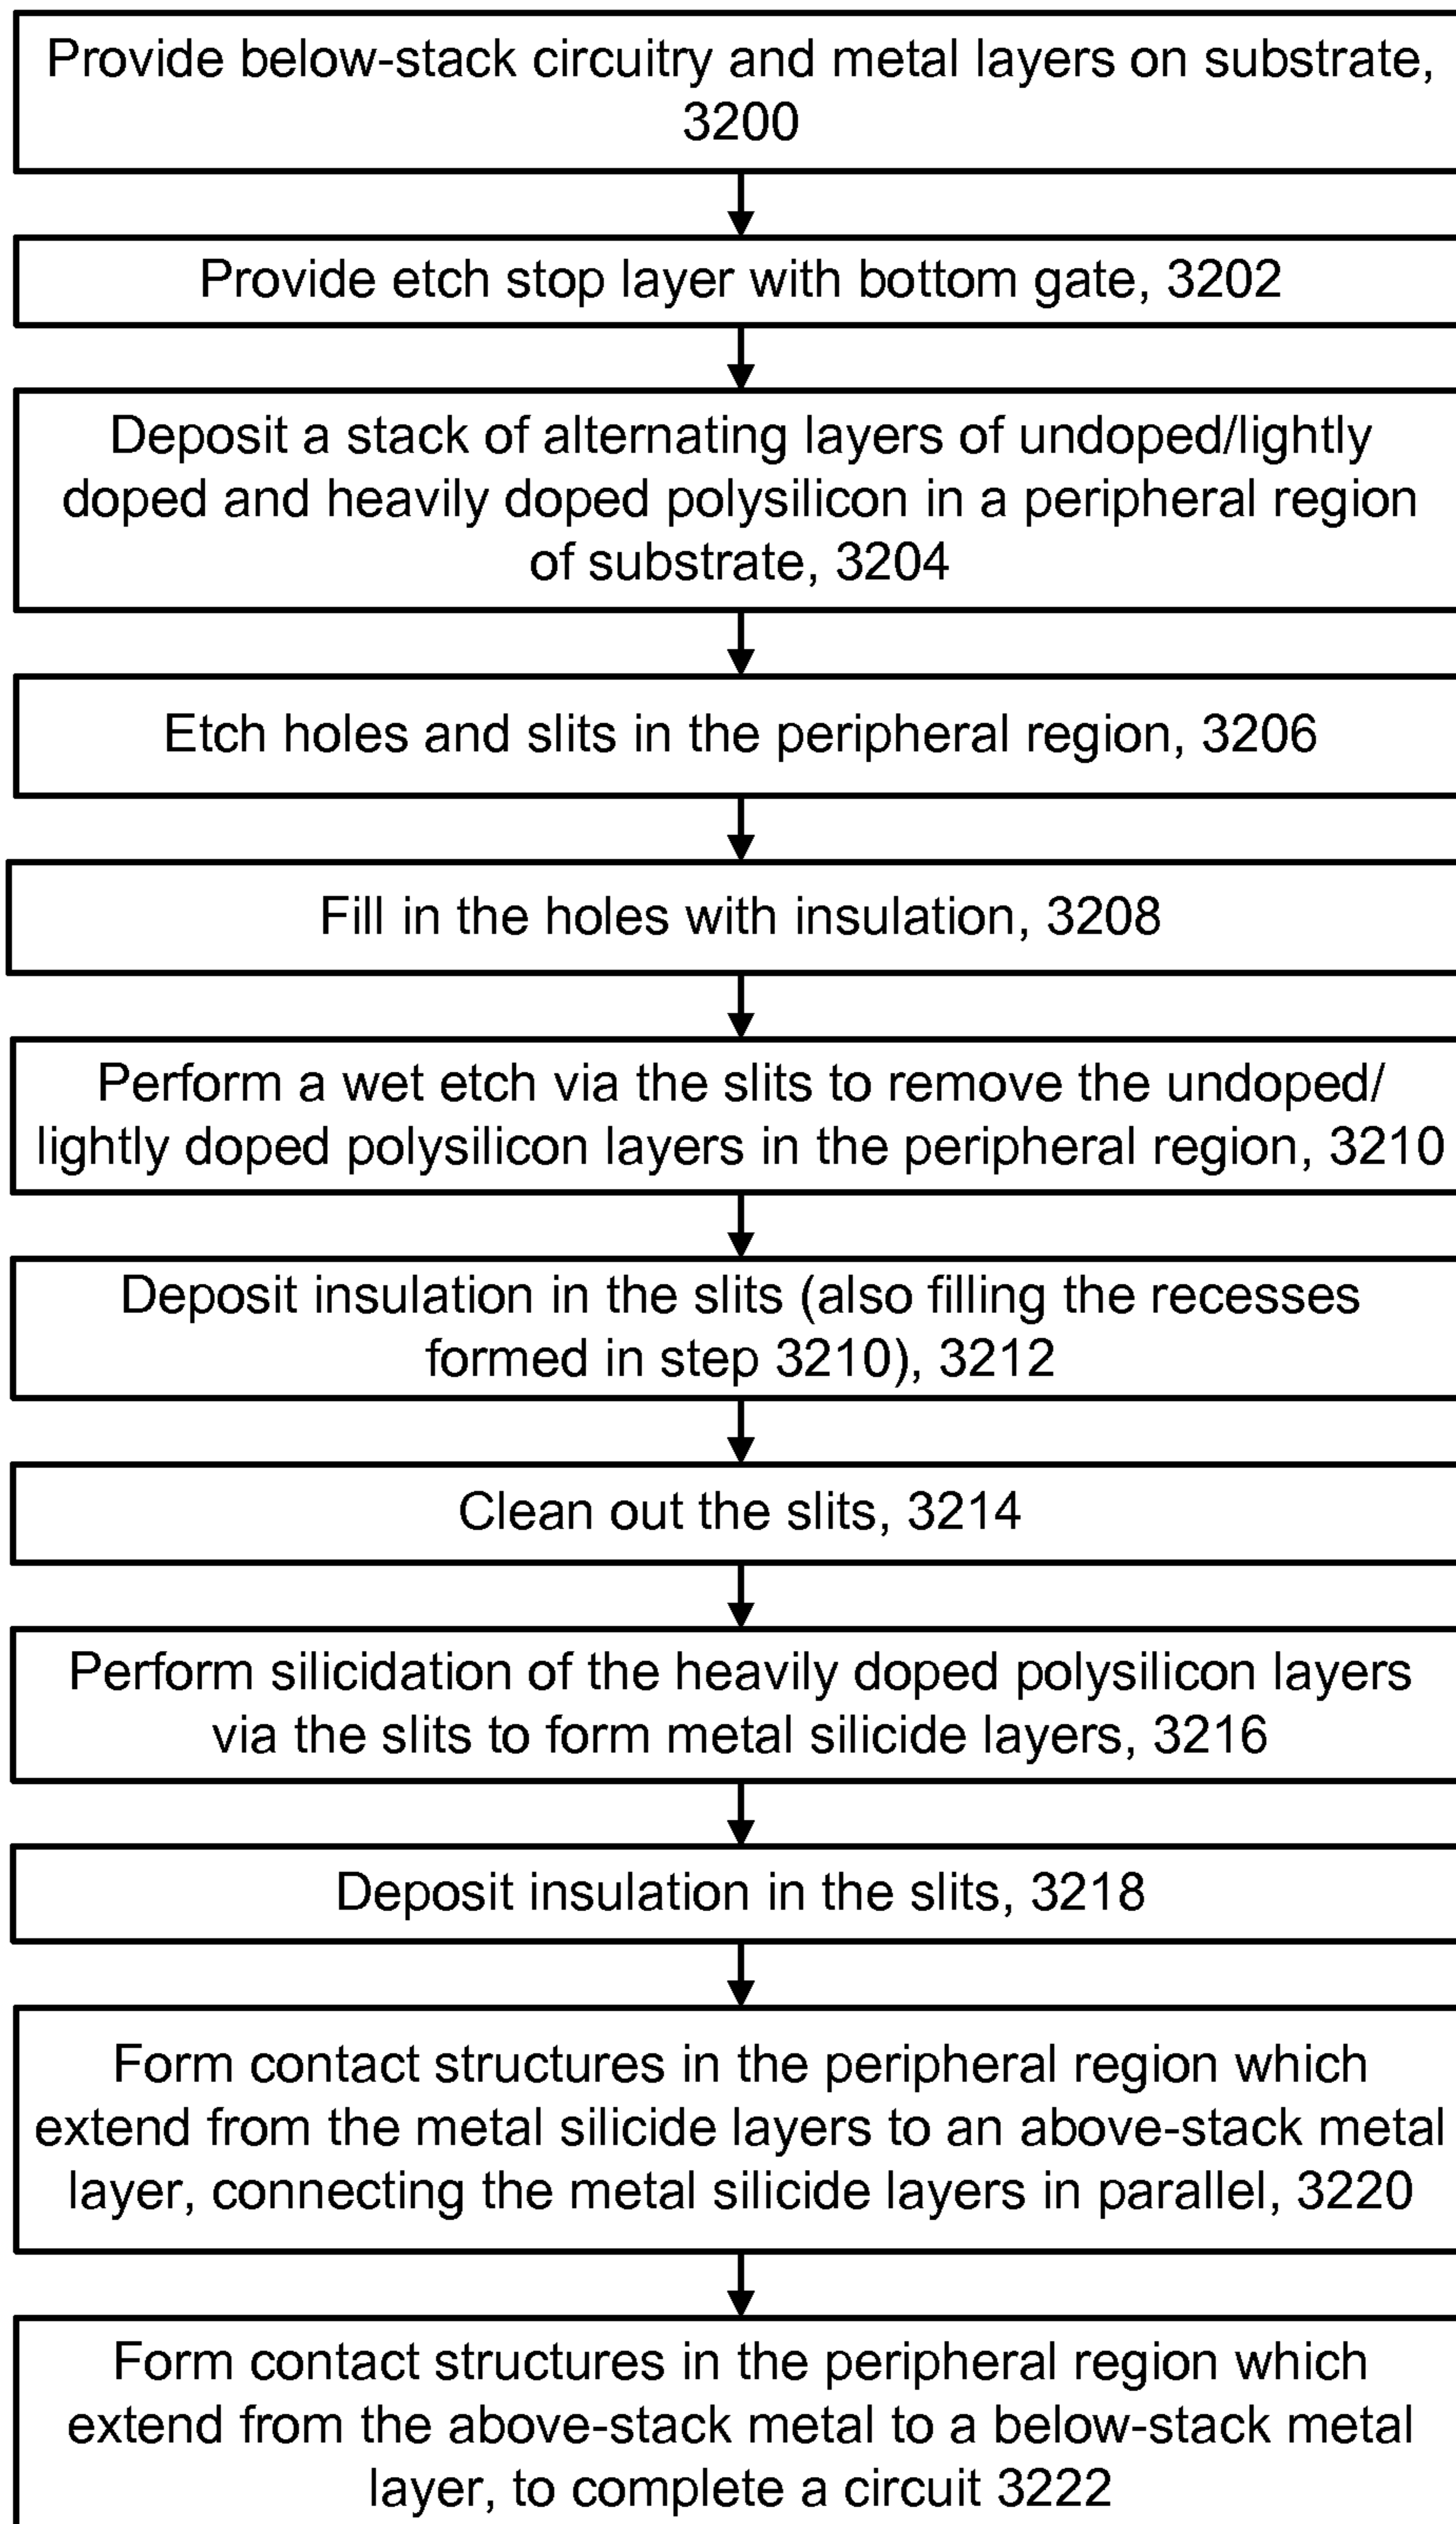 Provide below-stack circuitry and metal layers on substrate,
3200
Provide etch stop layer with bottom gate, 3202
Deposit a stack of alternating layers of undoped/lightly
doped and heavily doped polysilicon in a peripheral region
of substrate, 3204
Etch holes and slits in the peripheral region, 3206
Fill in the holes with insulation, 3208
Perform a wet etch via the slits to remove the undoped/
lightly doped polysilicon layers in the peripheral region, 3210
Deposit insulation in the slits (also filling the recesses
formed in step 3210), 3212
Clean out the slits, 3214
Perform silicidation of the heavily doped polysilicon layers
via the slits to form metal silicide layers, 3216
Deposit insulation in the slits, 3218
Form contact structures in the peripheral region which
extend from the metal silicide layers to an above-stack metal
layer, connecting the metal silicide layers in parallel, 3220
Form contact structures in the peripheral region which
extend from the above-stack metal to a below-stack metal
layer, to complete a circuit 3222